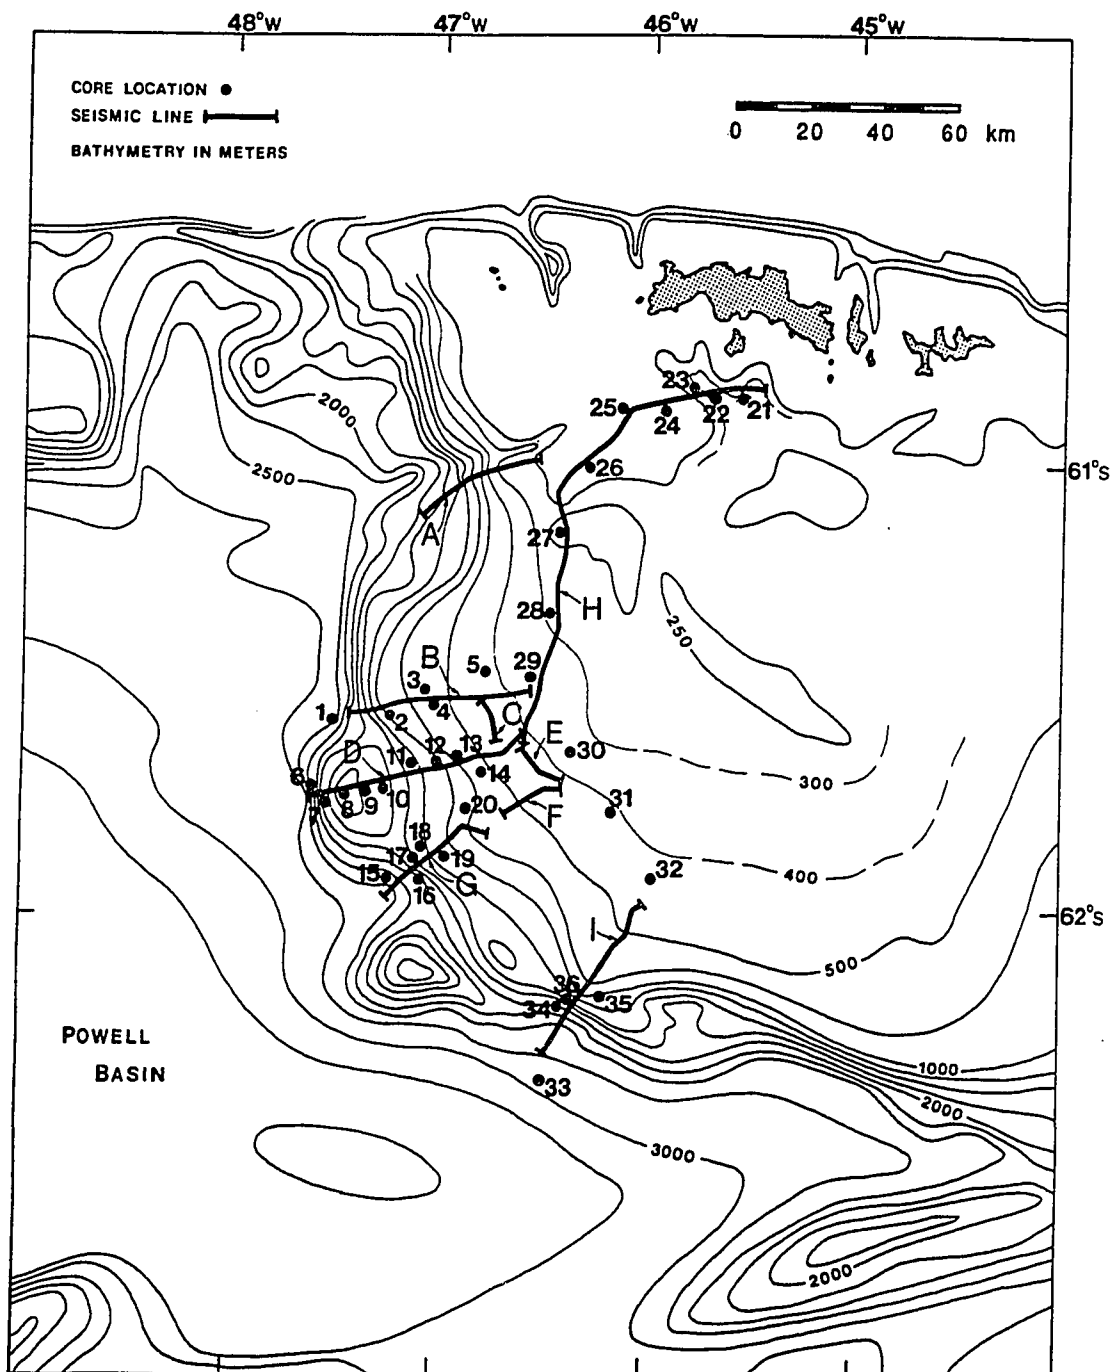 48°W 47°W 46°W 45°W
CORE LOCATION
SEISMIC LINE
BATHYMETRY IN METERS
0 20 40 60 km
2000
2500
61°S
23
25 24 22 21
26
A
27
28 H
250
B 5 29
3
4
1 2 C
D 11 12 13 E 30
300
6 14
7 8 9 10
20 F 31
18
17 19 400
15 16 G 32
62°S
I
500
36
34 35
POWELL
BASIN
33
1000
2000
3000
2000